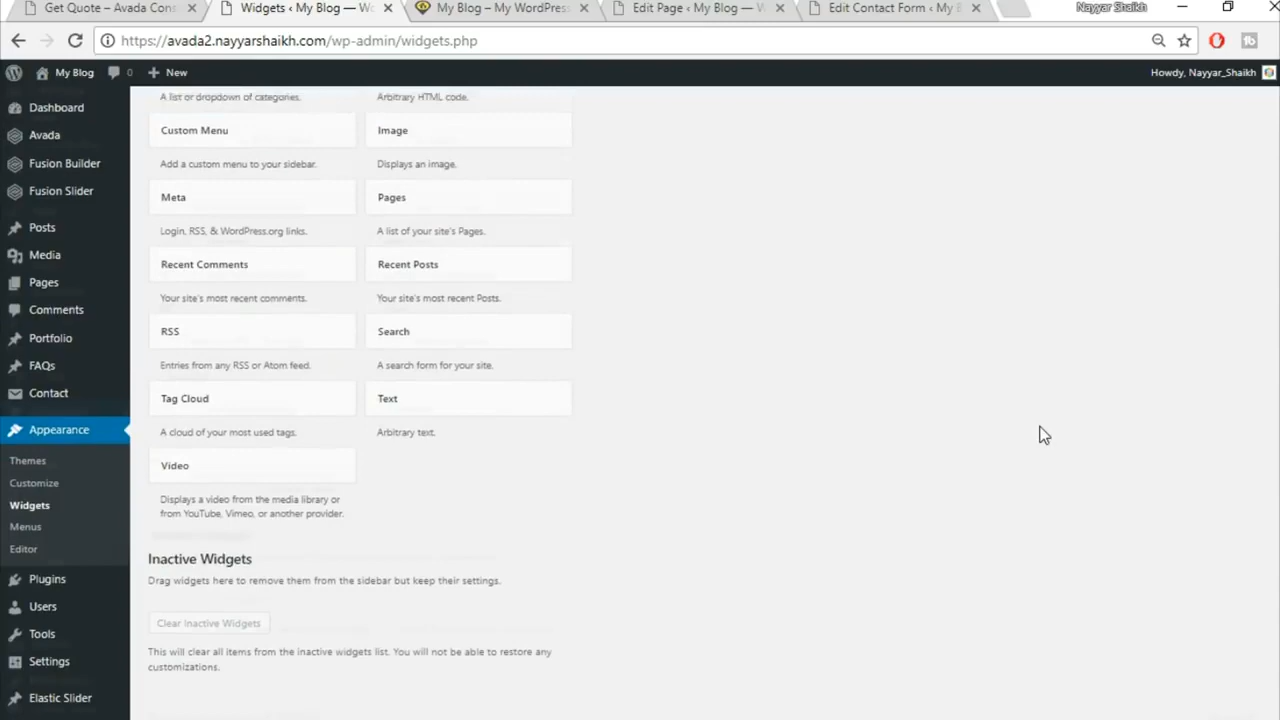 Get Quote – Avada Cons
Widgets ‹ My Blog — Wo
My Blog – My WordPress
Edit Page ‹ My Blog — W
Edit Contact Form ‹ My B
Nayyar Shaikh
https://avada2.nayyarshaikh.com/wp-admin/widgets.php
My Blog
0
New
Howdy, Nayyar_Shaikh
Dashboard
Avada
Fusion Builder
Fusion Slider
Posts
Media
Pages
Comments
Portfolio
FAQs
Contact
Appearance
Themes
Customize
Widgets
Menus
Editor
Plugins
Users
Tools
Settings
Elastic Slider
A list or dropdown of categories.
Arbitrary HTML code.
Custom Menu
Image
Add a custom menu to your sidebar.
Displays an image.
Meta
Pages
Login, RSS, & WordPress.org links.
A list of your site's Pages.
Recent Comments
Recent Posts
Your site's most recent comments.
Your site's most recent Posts.
RSS
Search
Entries from any RSS or Atom feed.
A search form for your site.
Tag Cloud
Text
A cloud of your most used tags.
Arbitrary text.
Video
Displays a video from the media library or
from YouTube, Vimeo, or another provider.
Inactive Widgets
Drag widgets here to remove them from the sidebar but keep their settings.
Clear Inactive Widgets
This will clear all items from the inactive widgets list. You will not be able to restore any
customizations.